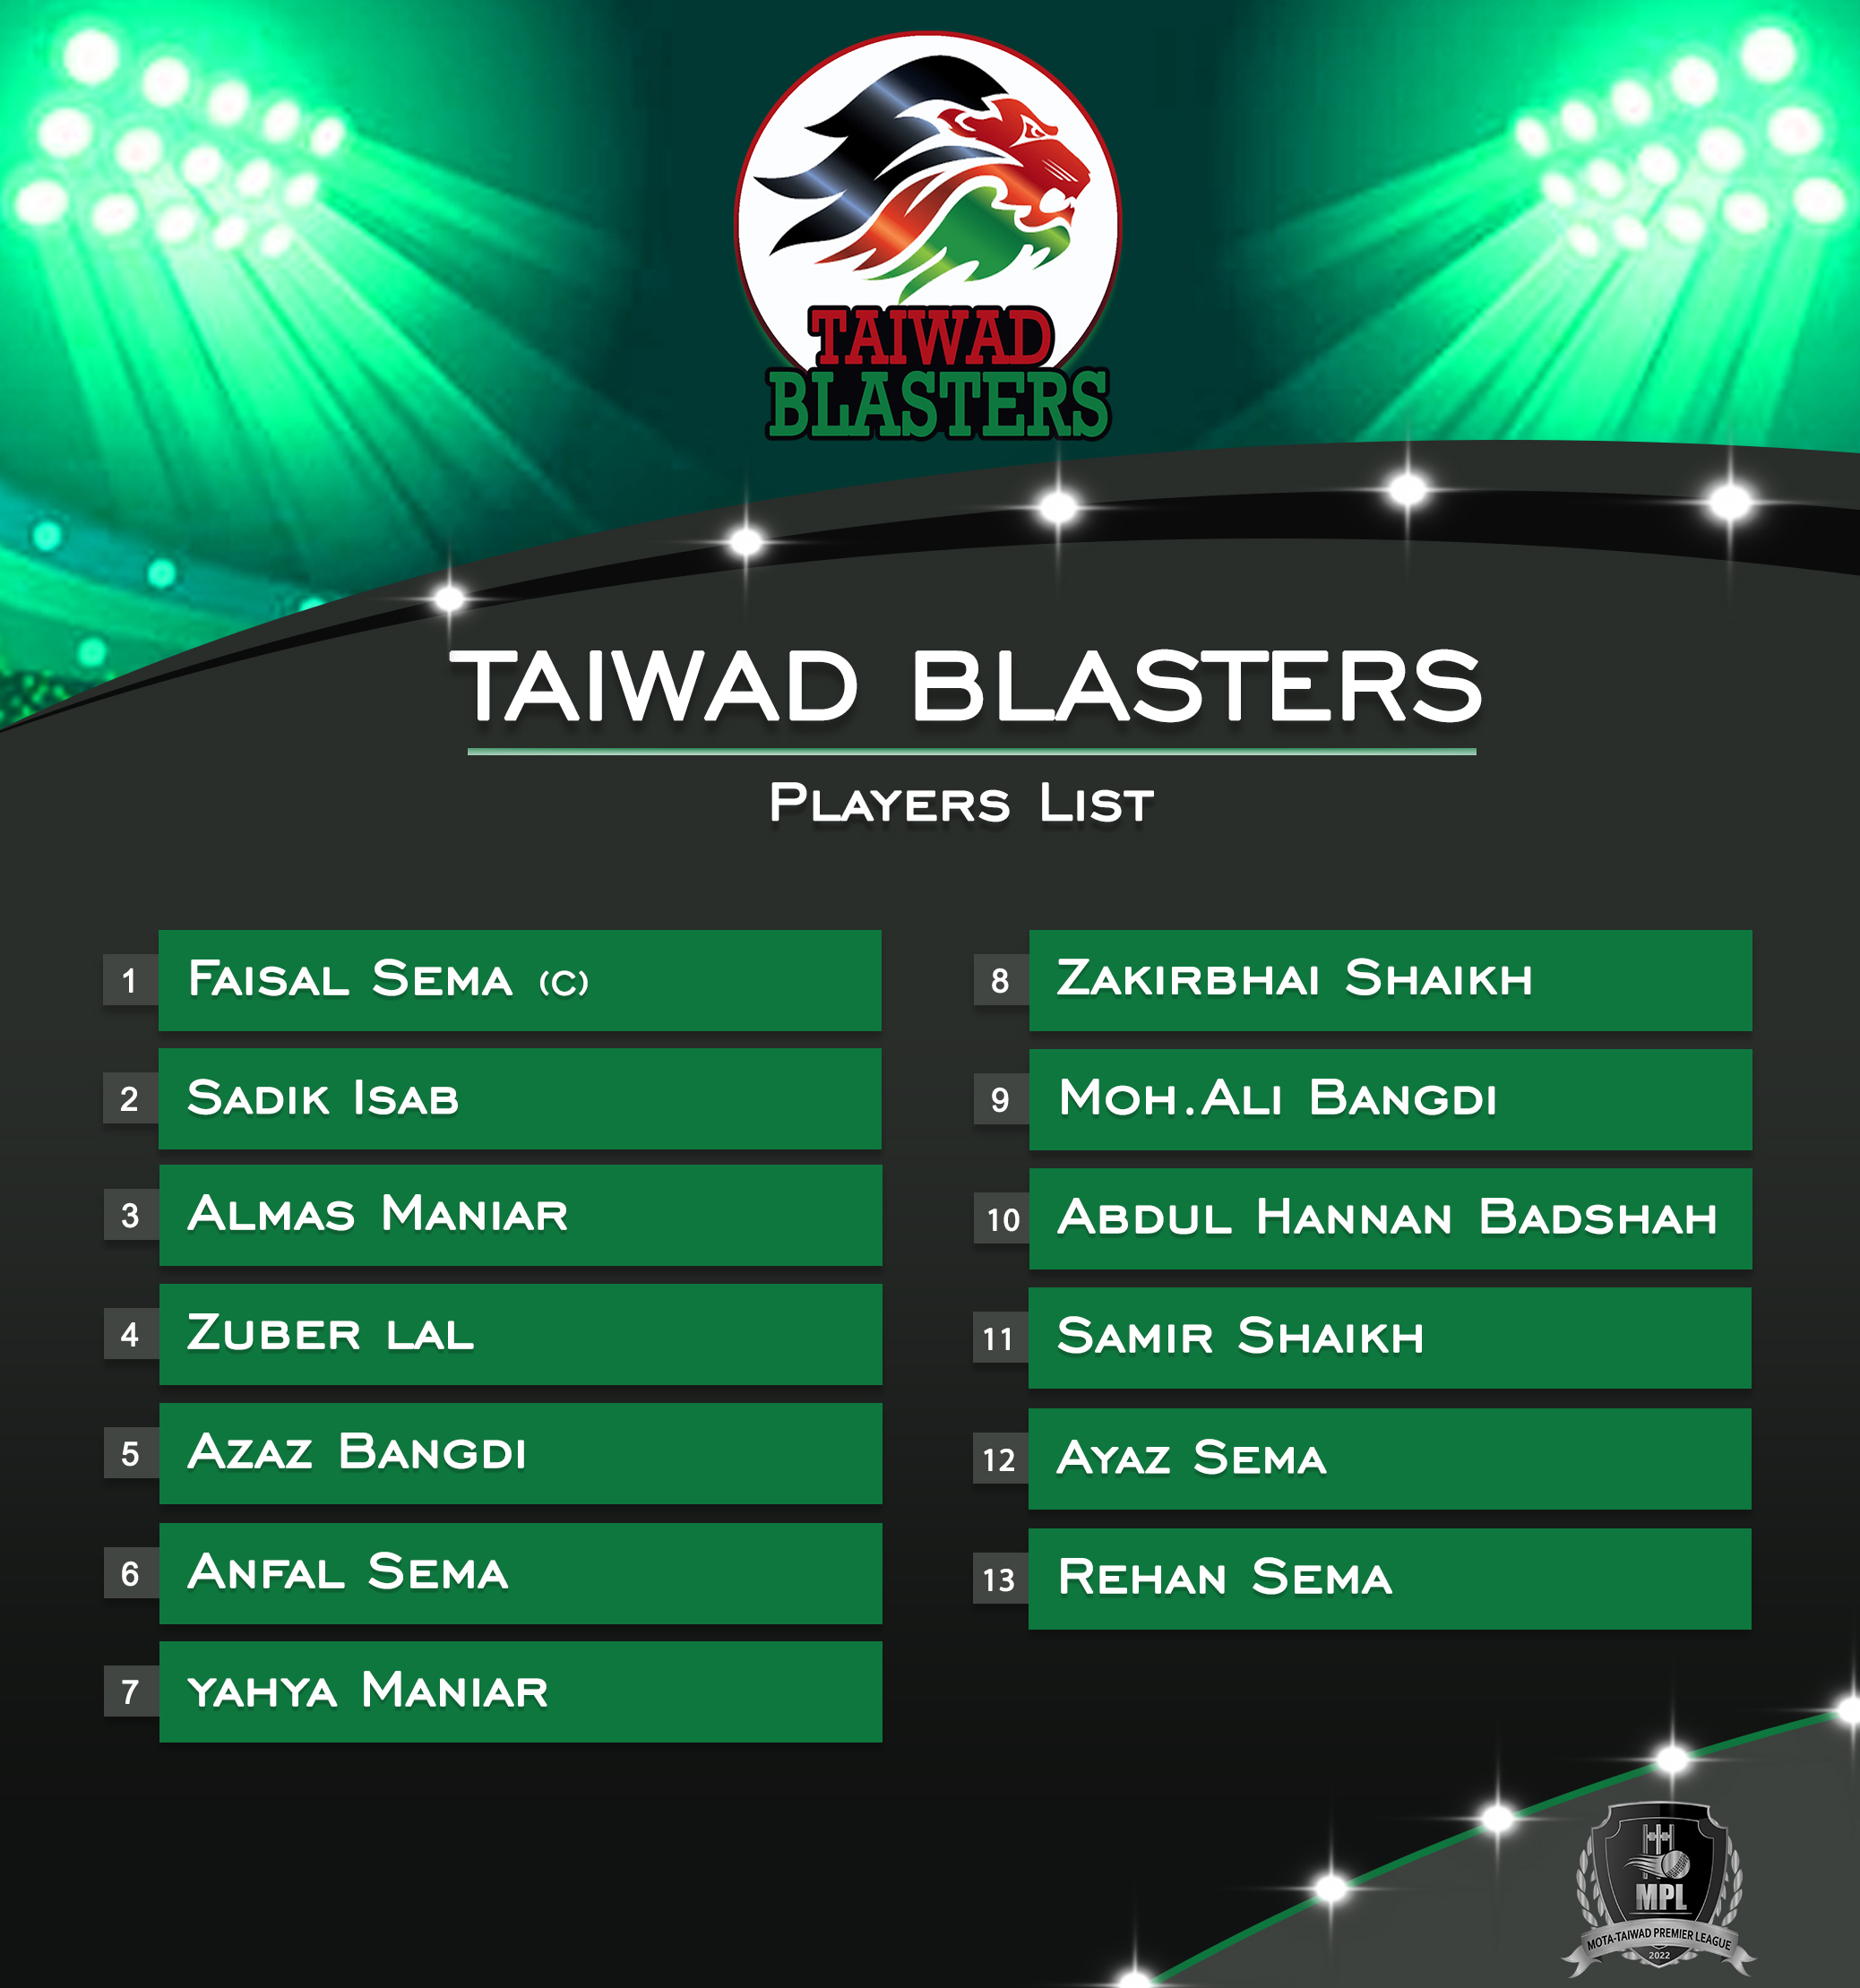 TAIWAD
BLASTERS
TAIWAD BLASTERS
PLAYERS LIST
1 FAISAL SEMA (C)
2 SADIK ISAB
3 ALMAS MANIAR
4 ZUBER LAL
5 AZAZ BANGDI
6 ANFAL SEMA
7 YAHYA MANIAR
8 ZAKIRBHAI SHAIKH
9 MOH.ALI BANGDI
10 ABDUL HANNAN BADSHAH
11 SAMIR SHAIKH
12 AYAZ SEMA
13 REHAN SEMA
MPL
MOTA-TAIWAD PREMIER LEAGUE
2022